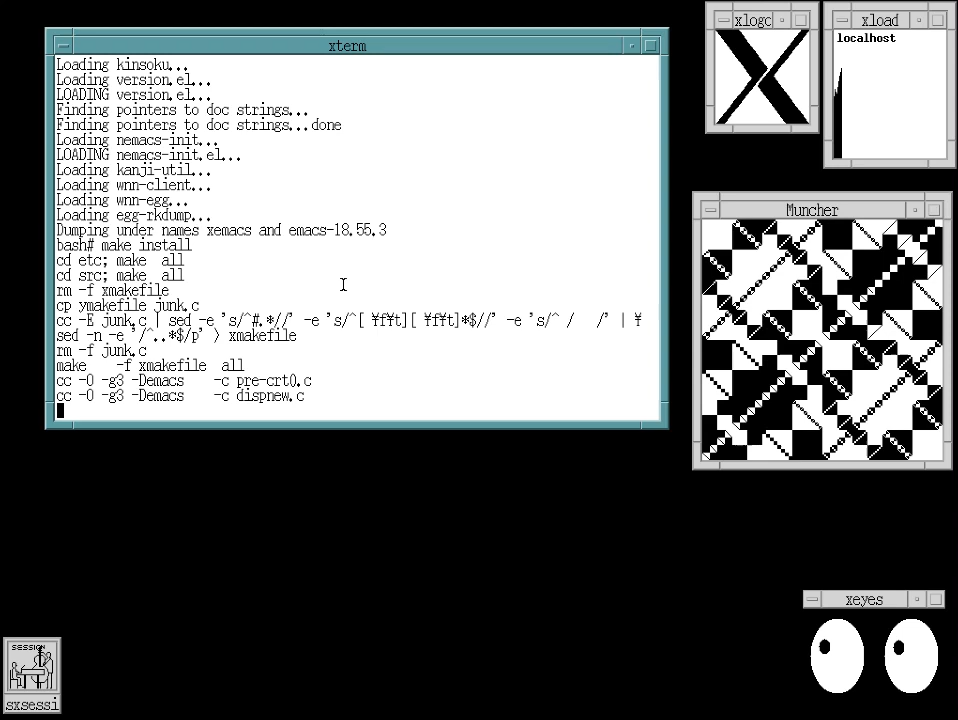 xterm
Loading kinsoku...
Loading version.el...
LOADING version.el...
Finding pointers to doc strings...
Finding pointers to doc strings...done
Loading nemacs-init...
LOADING nemacs-init.el...
Loading kanji-util...
Loading wnn-client...
Loading wnn-egg...
Loading egg-rkdump...
Dumping under names xemacs and emacs-18.55.3
bash# make install
cd etc; make  all
cd src; make  all
rm -f xmakefile
cp ymakefile junk.c
cc -E junk.c | sed -e 's/^#.*//' -e 's/^[ ¥f¥t][ ¥f¥t]*$//' -e 's/^ /   /' | ¥
sed -n -e '/^..*$/p' > xmakefile
rm -f junk.c
make    -f xmakefile  all
cc -O -g3 -Demacs    -c pre-crt0.c
cc -O -g3 -Demacs    -c dispnew.c
xlogo
xload
localhost
Muncher
xeyes
SESSION
sxsessi